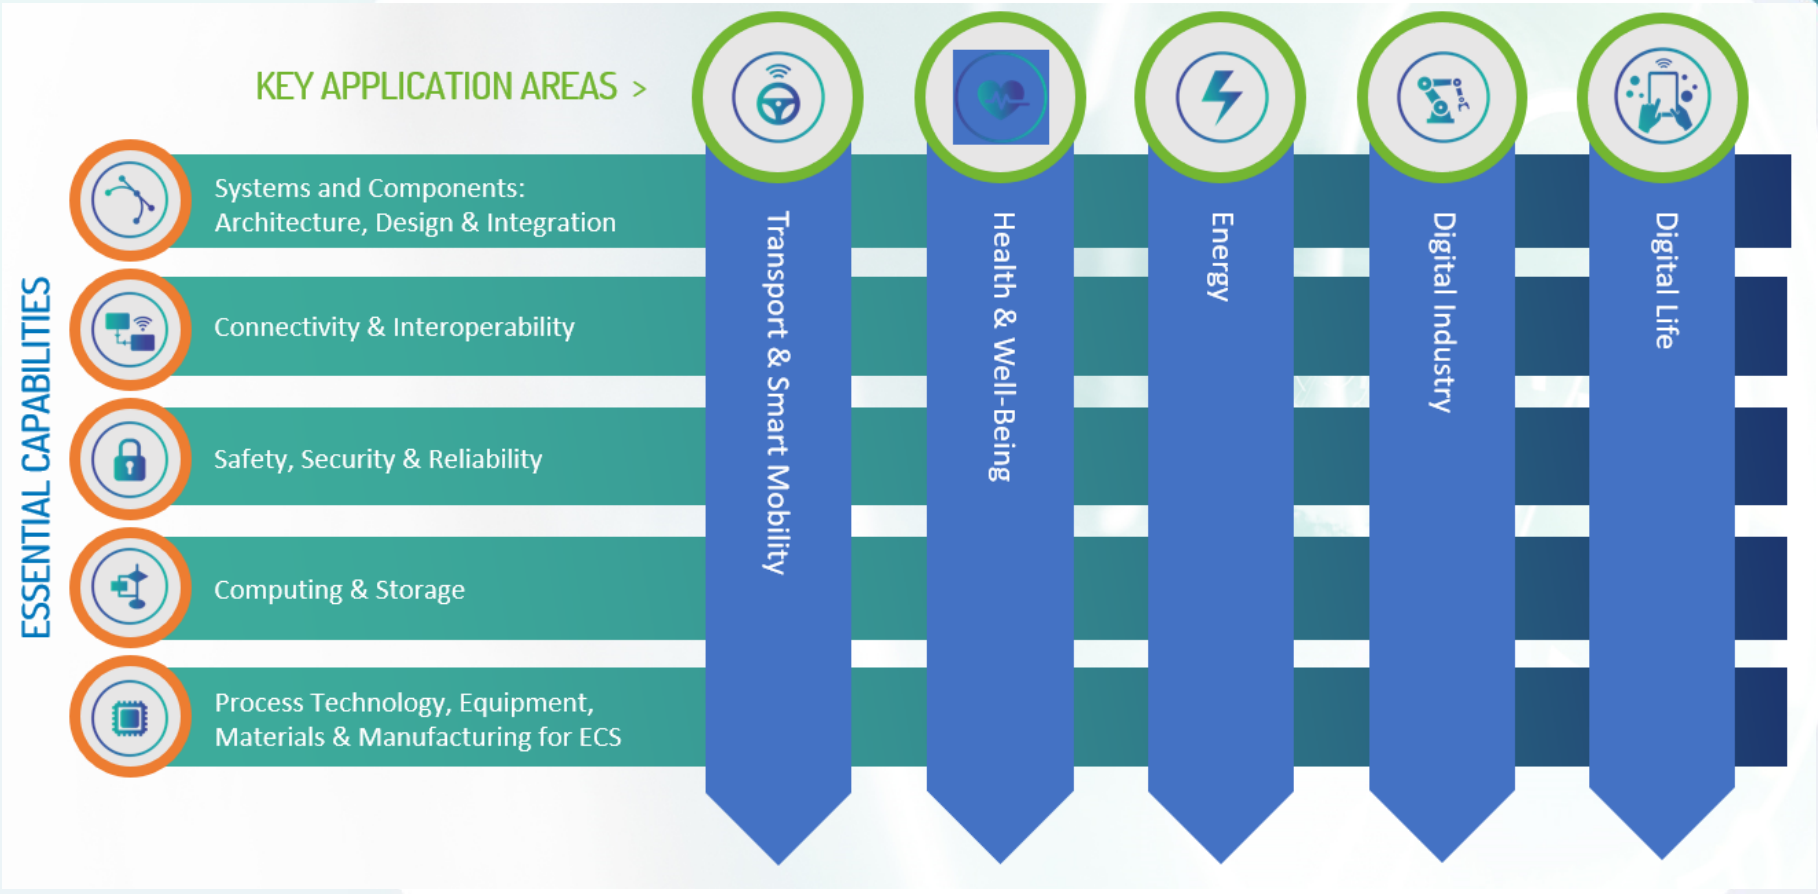 KEY APPLICATION AREAS >
ESSENTIAL CAPABILITIES
Transport & Smart Mobility
Health & Well-Being
Energy
Digital Industry
Digital Life
Systems and Components:
Architecture, Design & Integration
Connectivity & Interoperability
Safety, Security & Reliability
Computing & Storage
Process Technology, Equipment,
Materials & Manufacturing for ECS